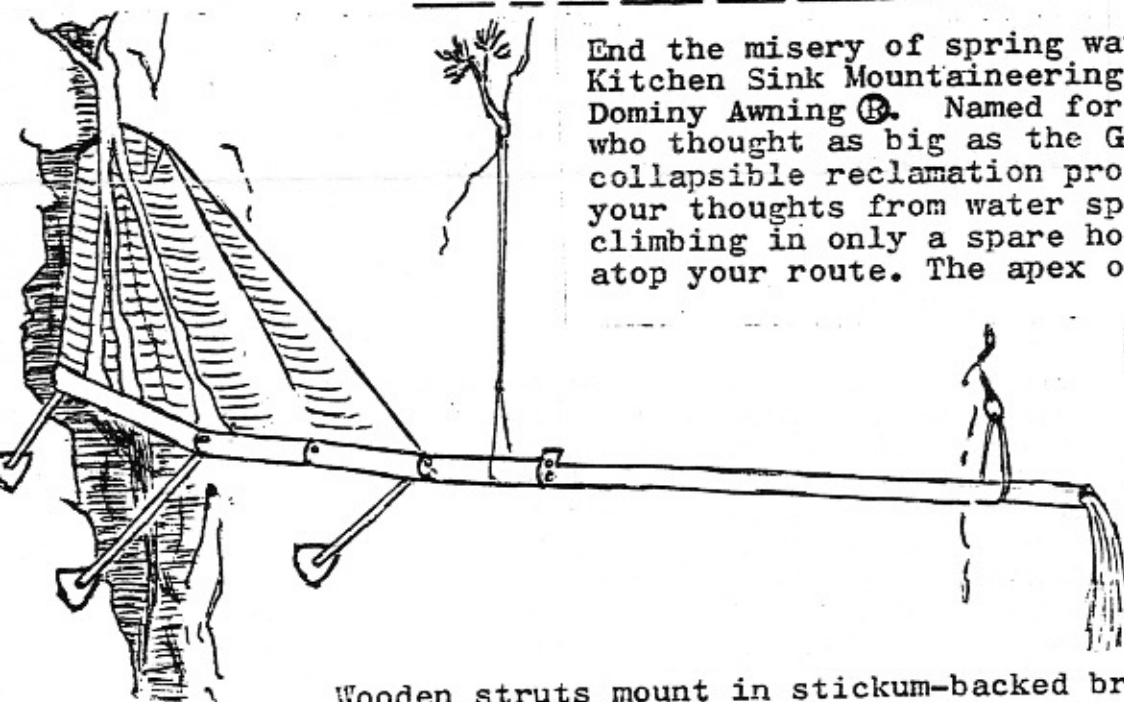 End the misery of spring wa
Kitchen Sink Mountaineering
Dominy Awning Ⓡ. Named for
who thought as big as the G
collapsible reclamation pro
your thoughts from water sp
climbing in only a spare ho
atop your route. The apex o
Wooden struts mount in stickum-backed br